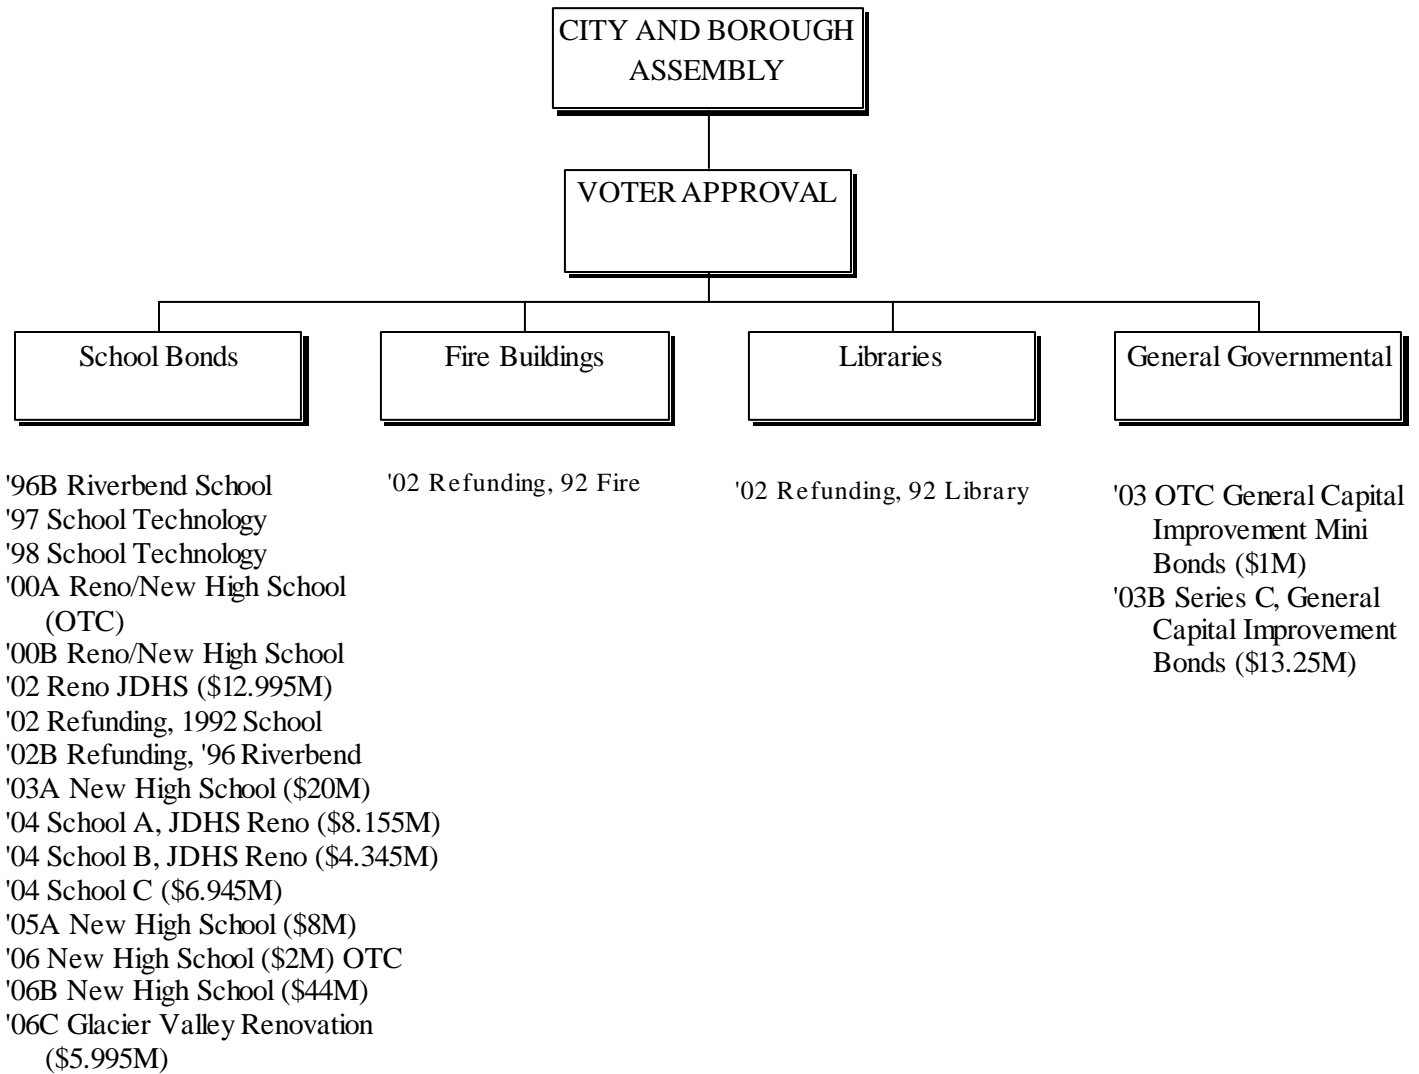 CITY AND BOROUGH
ASSEMBLY
VOTER APPROVAL
School Bonds
Fire Buildings
Libraries
General Governmental
'96B Riverbend School
'97 School Technology
'98 School Technology
'00A Reno/New High School
(OTC)
'00B Reno/New High School
'02 Reno JDHS ($12.995M)
'02 Refunding, 1992 School
'02B Refunding, '96 Riverbend
'03A New High School ($20M)
'04 School A, JDHS Reno ($8.155M)
'04 School B, JDHS Reno ($4.345M)
'04 School C ($6.945M)
'05A New High School ($8M)
'06 New High School ($2M) OTC
'06B New High School ($44M)
'06C Glacier Valley Renovation
($5.995M)
'02 Refunding, 92 Fire
'02 Refunding, 92 Library
'03 OTC General Capital
Improvement Mini
Bonds ($1M)
'03B Series C, General
Capital Improvement
Bonds ($13.25M)